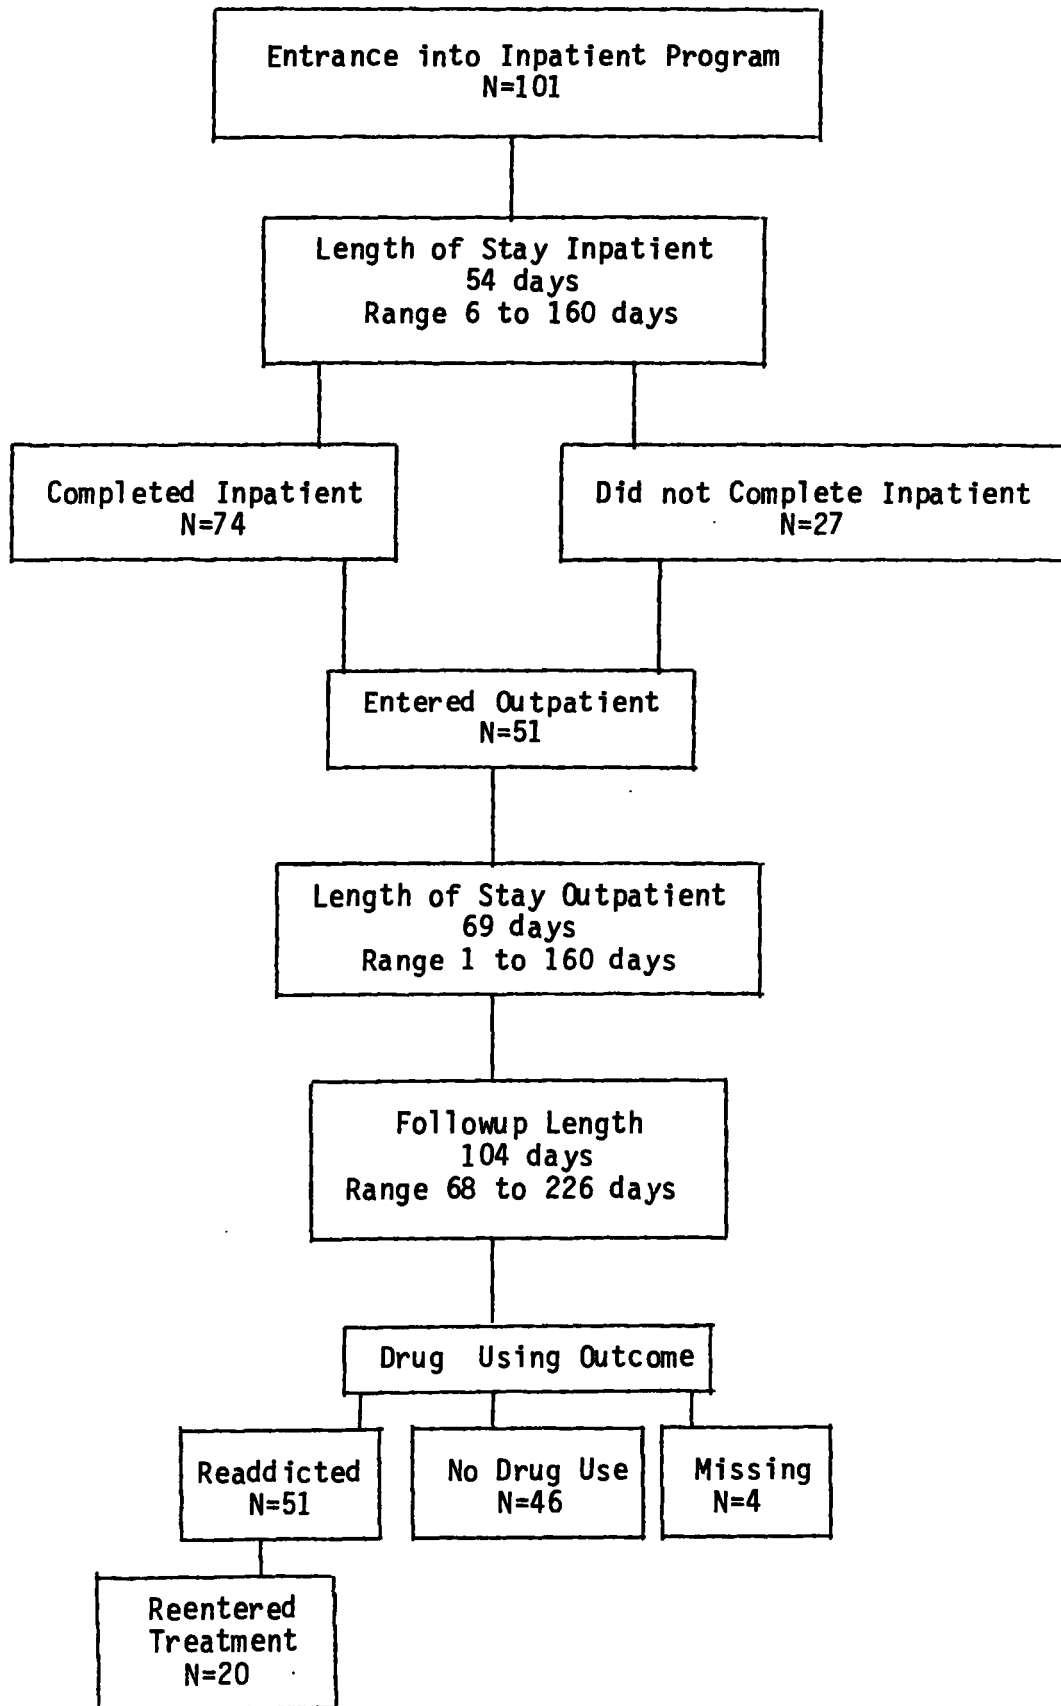 Entrance into Inpatient Program
N=101
Length of Stay Inpatient
54 days
Range 6 to 160 days
Completed Inpatient
N=74
Did not Complete Inpatient
N=27
Entered Outpatient
N=51
Length of Stay Outpatient
69 days
Range 1 to 160 days
Followup Length
104 days
Range 68 to 226 days
Drug Using Outcome
Readdicted
N=51
No Drug Use
N=46
Missing
N=4
Reentered
Treatment
N=20